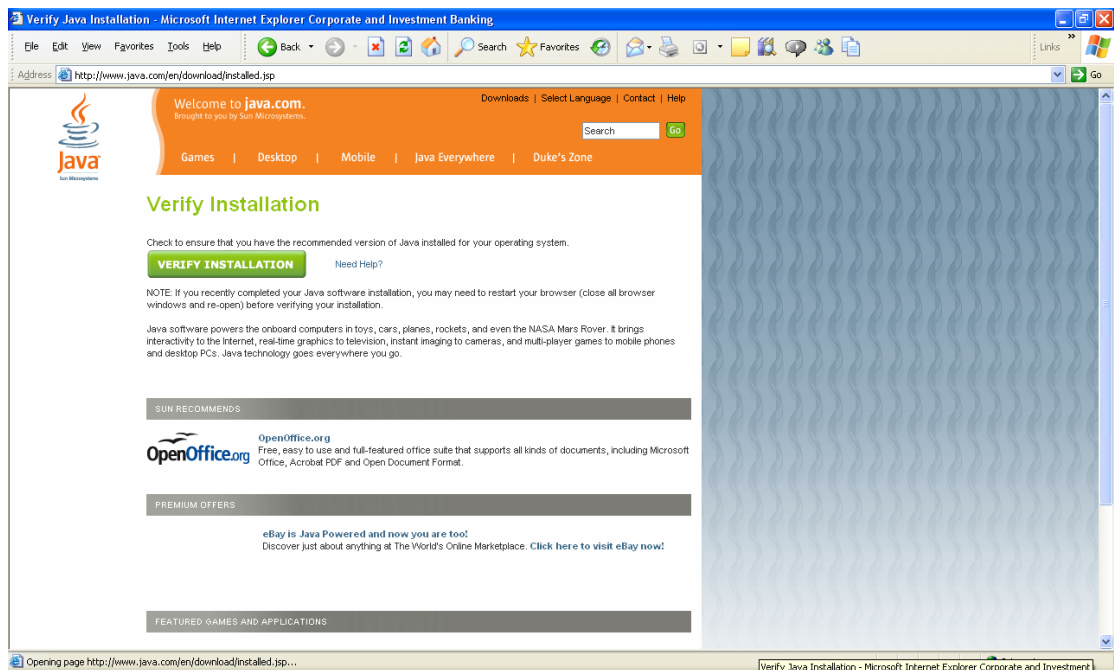 Verify Java Installation - Microsoft Internet Explorer Corporate and Investment Banking
File Edit View Favorites Tools Help Back Search Favorites Links »
Address http://www.java.com/en/download/installed.jsp Go
Welcome to java.com.
Brought to you by Sun Microsystems.
Downloads | Select Language | Contact | Help
Search Go
Games | Desktop | Mobile | Java Everywhere | Duke's Zone
Java
Sun Microsystems
Verify Installation
Check to ensure that you have the recommended version of Java installed for your operating system.
VERIFY INSTALLATION Need Help?
NOTE: If you recently completed your Java software installation, you may need to restart your browser (close all browser
windows and re-open) before verifying your installation.
Java software powers the onboard computers in toys, cars, planes, rockets, and even the NASA Mars Rover. It brings
interactivity to the Internet, real-time graphics to television, instant imaging to cameras, and multi-player games to mobile phones
and desktop PCs. Java technology goes everywhere you go.
SUN RECOMMENDS
OpenOffice.org
OpenOffice.org
Free, easy to use and full-featured office suite that supports all kinds of documents, including Microsoft
Office, Acrobat PDF and Open Document Format.
PREMIUM OFFERS
eBay is Java Powered and now you are too!
Discover just about anything at The World's Online Marketplace. Click here to visit eBay now!
FEATURED GAMES AND APPLICATIONS
Opening page http://www.java.com/en/download/installed.jsp...
Verify Java Installation - Microsoft Internet Explorer Corporate and Investment